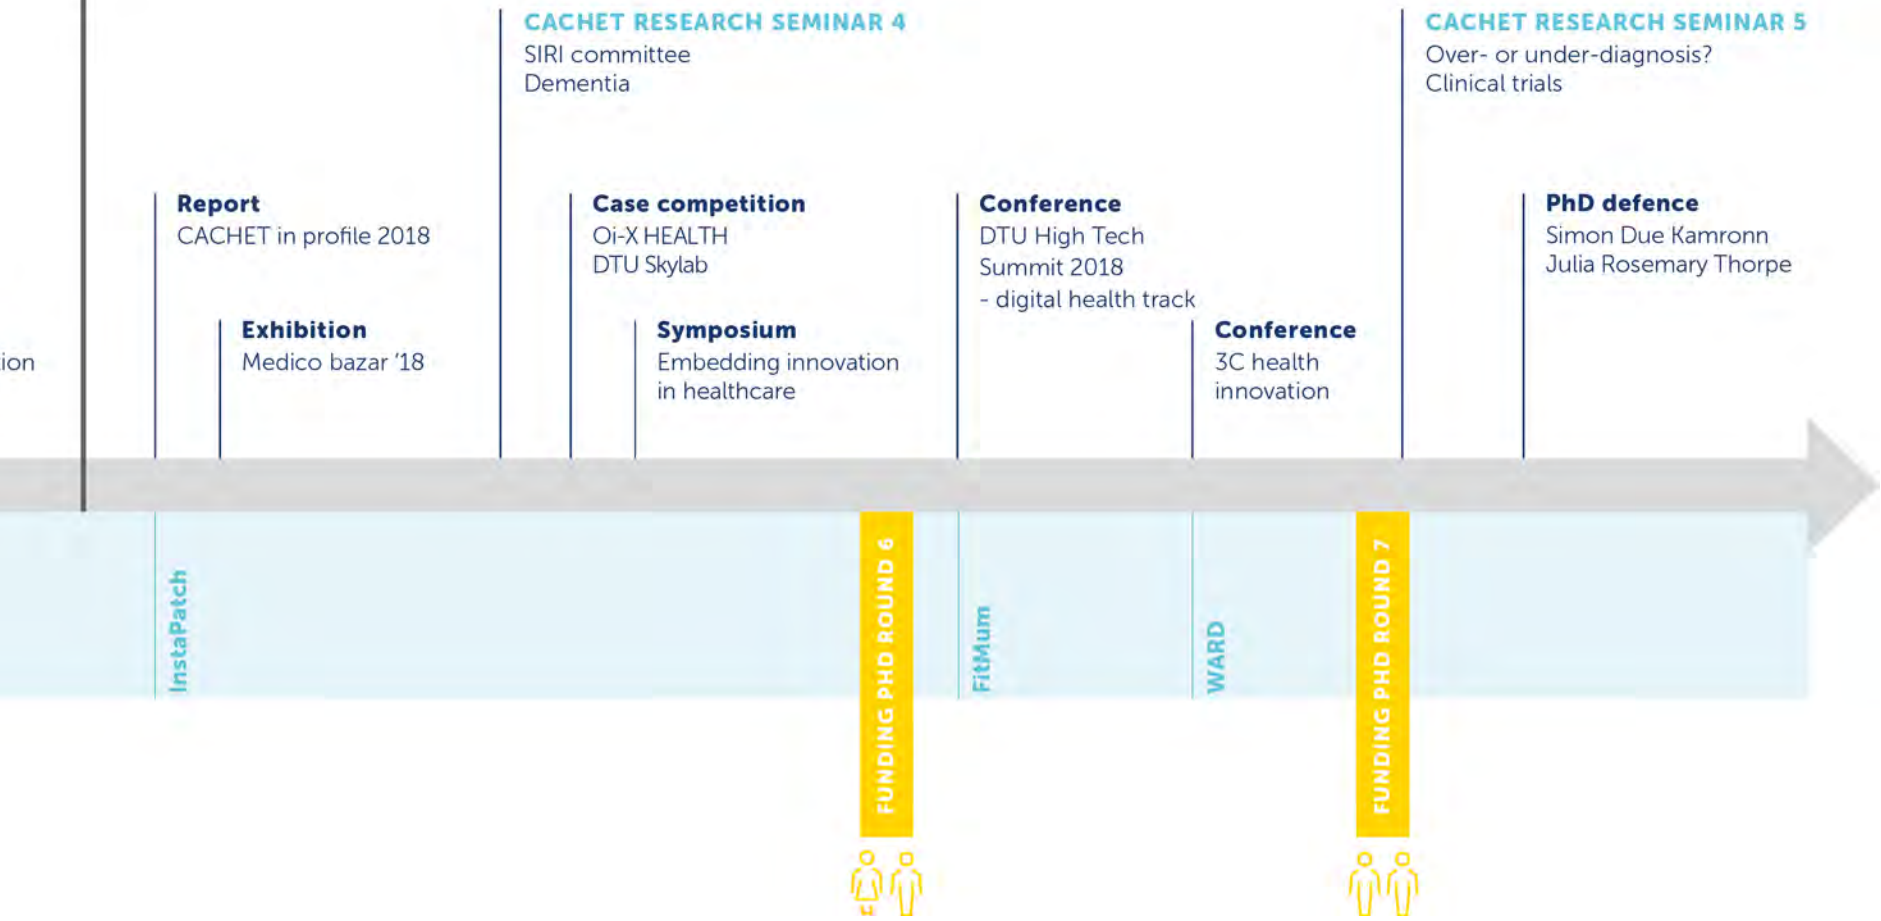 CACHET RESEARCH SEMINAR 4
SIRI committee
Dementia
CACHET RESEARCH SEMINAR 5
Over- or under-diagnosis?
Clinical trials
Report
CACHET in profile 2018
Case competition
Oi-X HEALTH
DTU Skylab
Conference
DTU High Tech
Summit 2018
- digital health track
PhD defence
Simon Due Kamronn
Julia Rosemary Thorpe
ion
Exhibition
Medico bazar '18
Symposium
Embedding innovation
in healthcare
Conference
3C health
innovation
InstaPatch
FUNDING PHD ROUND 6
FitMum
WARD
FUNDING PHD ROUND 7